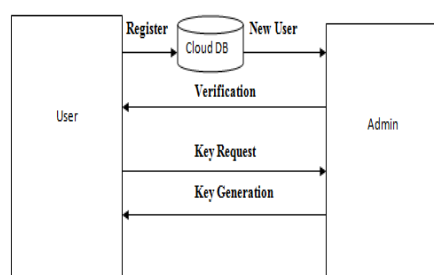 Register
New User
Cloud DB
Verification
User
Admin
Key Request
Key Generation